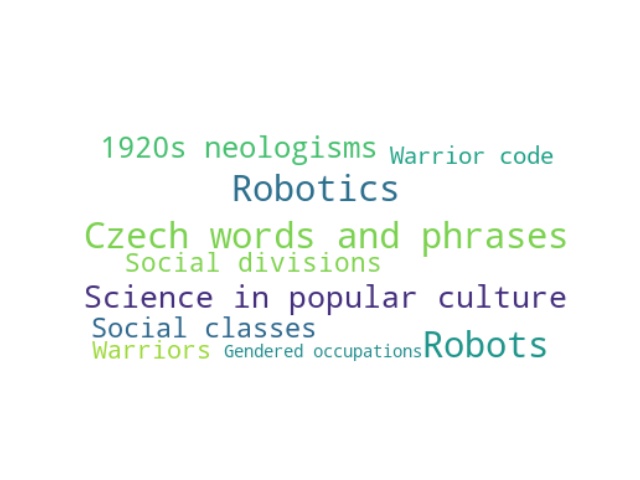 1920s neologisms
Warrior code
Robotics
Czech words and phrases
Social divisions
Science in popular culture
Social classes
Warriors
Gendered occupations
Robots